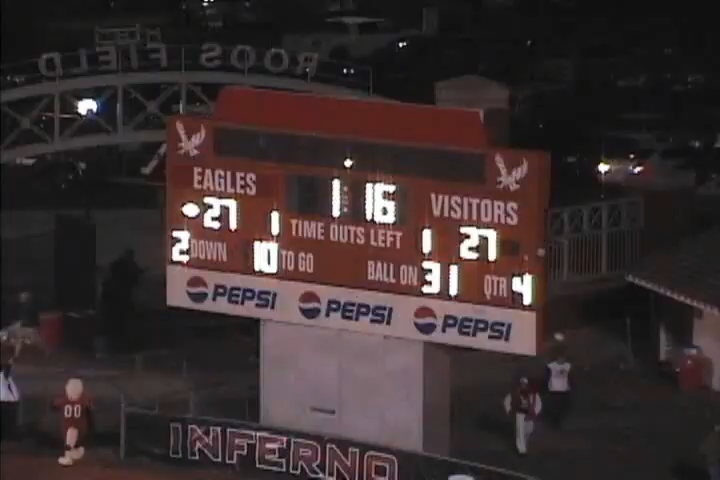 ROOS FIELD
1:16
EAGLES VISITORS
27 1 TIME OUTS LEFT 1 27
2 DOWN 10 TO GO BALL ON 31 QTR 4
PEPSI PEPSI PEPSI
00
INFERNO